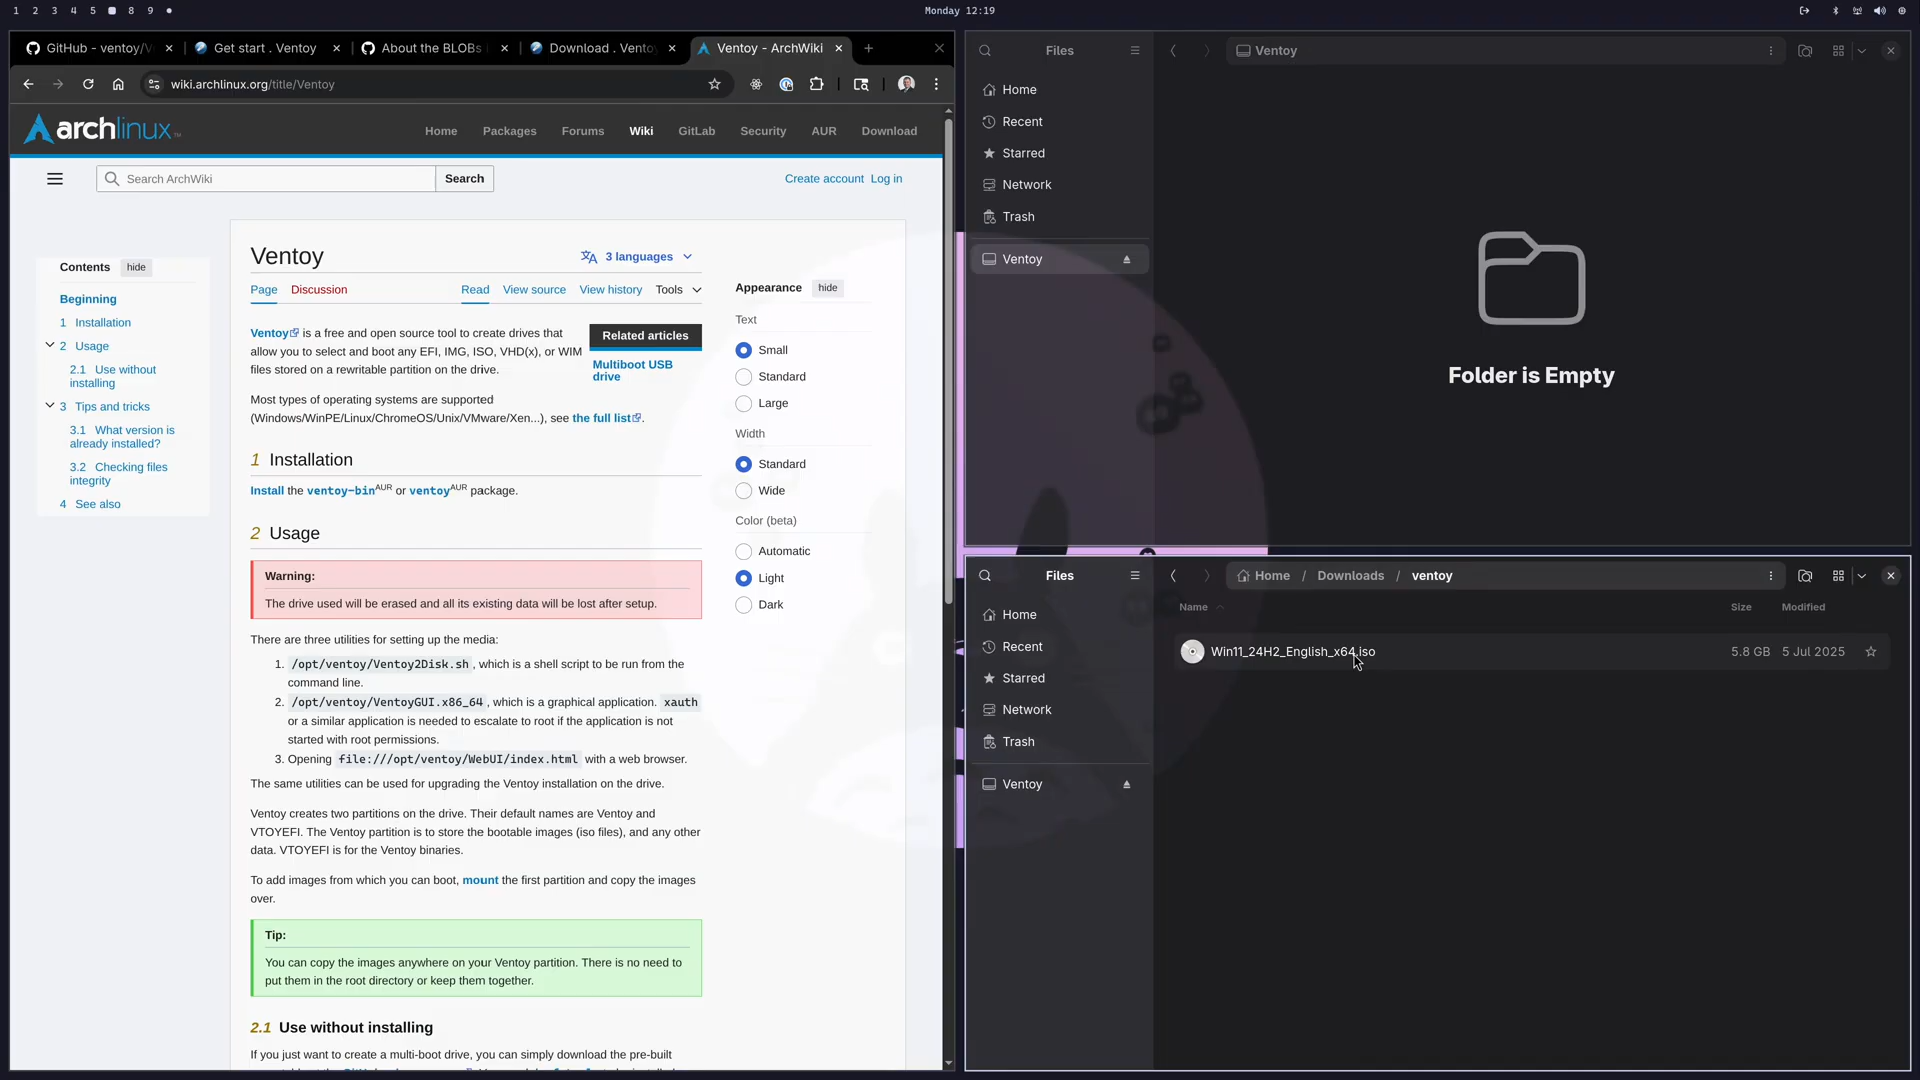 1 2 3 4 5 8 9
Monday 12:19
GitHub - ventoy/V
Get start . Ventoy
About the BLOBs
Download . Vento
Ventoy - ArchWiki
wiki.archlinux.org/title/Ventoy
archlinux
Home Packages Forums Wiki GitLab Security AUR Download
Search ArchWiki
Search
Create account Log in
Contents hide
Beginning
1 Installation
2 Usage
2.1 Use without
installing
3 Tips and tricks
3.1 What version is
already installed?
3.2 Checking files
integrity
4 See also
Ventoy
3 languages
Page Discussion Read View source View history Tools
Ventoy is a free and open source tool to create drives that
allow you to select and boot any EFI, IMG, ISO, VHD(x), or WIM
files stored on a rewritable partition on the drive.
Related articles
Multiboot USB
drive
Most types of operating systems are supported
(Windows/WinPE/Linux/ChromeOS/Unix/VMware/Xen...), see the full list.
1 Installation
Install the ventoy-bin AUR or ventoy AUR package.
2 Usage
Warning:
The drive used will be erased and all its existing data will be lost after setup.
There are three utilities for setting up the media:
1. /opt/ventoy/Ventoy2Disk.sh, which is a shell script to be run from the
command line.
2. /opt/ventoy/VentoyGUI.x86_64, which is a graphical application. xauth
or a similar application is needed to escalate to root if the application is not
started with root permissions.
3. Opening file:///opt/ventoy/WebUI/index.html with a web browser.
The same utilities can be used for upgrading the Ventoy installation on the drive.
Ventoy creates two partitions on the drive. Their default names are Ventoy and
VTOYEFI. The Ventoy partition is to store the bootable images (iso files), and any other
data. VTOYEFI is for the Ventoy binaries.
To add images from which you can boot, mount the first partition and copy the images
over.
Tip:
You can copy the images anywhere on your Ventoy partition. There is no need to
put them in the root directory or keep them together.
2.1 Use without installing
If you just want to create a multi-boot drive, you can simply download the pre-built
Appearance hide
Text
Small
Standard
Large
Width
Standard
Wide
Color (beta)
Automatic
Light
Dark
Files
Home
Recent
Starred
Network
Trash
Ventoy
Ventoy
Folder is Empty
Files
Home
Recent
Starred
Network
Trash
Ventoy
Home / Downloads / ventoy
Name Size Modified
Win11_24H2_English_x64.iso 5.8 GB 5 Jul 2025